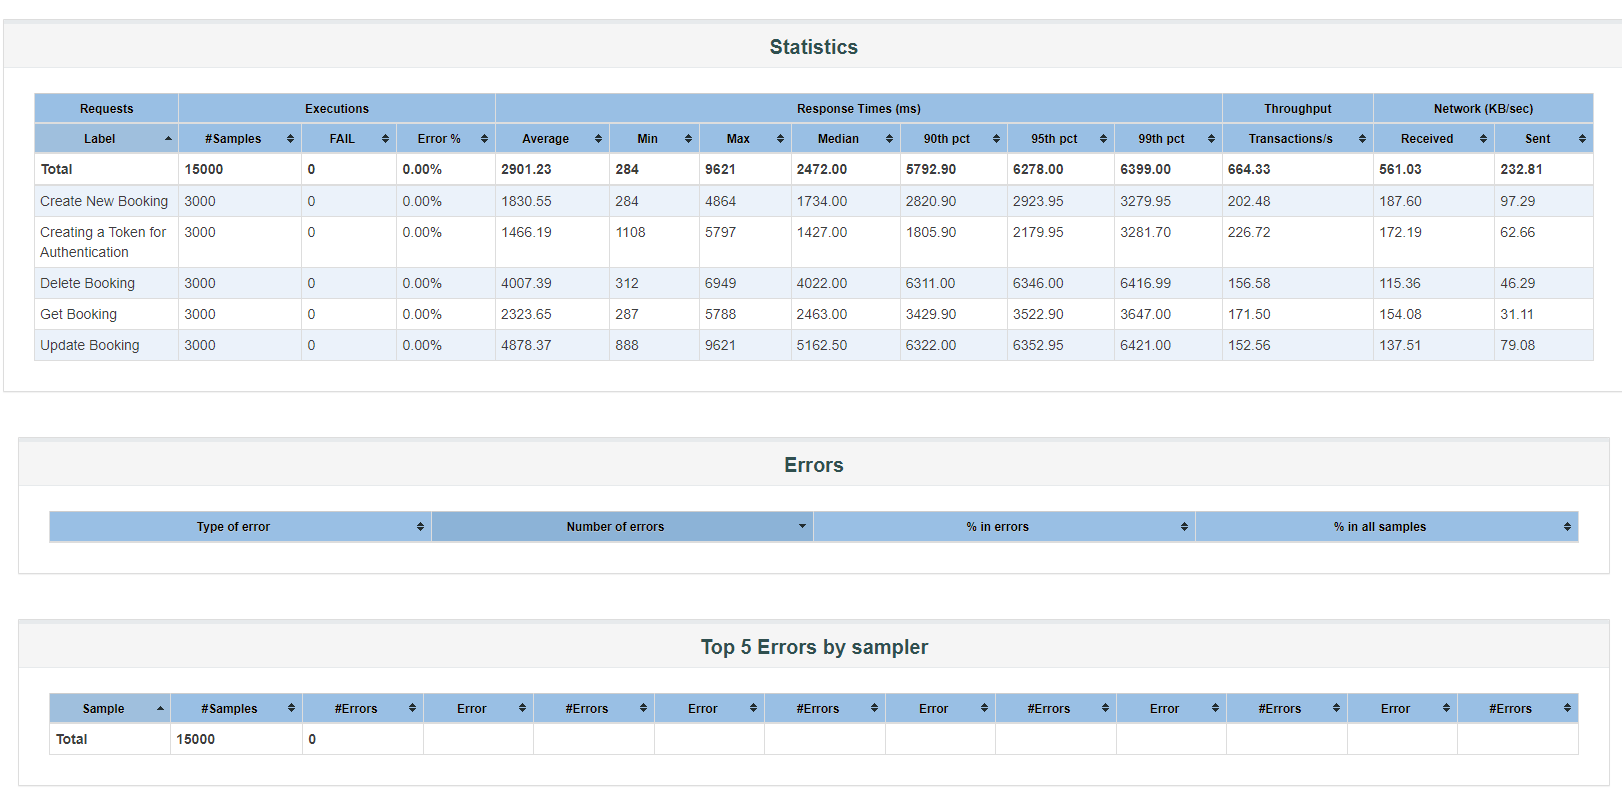 Statistics
Requests Executions Response Times (ms) Throughput Network (KB/sec)
Label #Samples FAIL Error % Average Min Max Median 90th pct 95th pct 99th pct Transactions/s Received Sent
Total 15000 0 0.00% 2901.23 284 9621 2472.00 5792.90 6278.00 6399.00 664.33 561.03 232.81
Create New Booking 3000 0 0.00% 1830.55 284 4864 1734.00 2820.90 2923.95 3279.95 202.48 187.60 97.29
Creating a Token for
Authentication 3000 0 0.00% 1466.19 1108 5797 1427.00 1805.90 2179.95 3281.70 226.72 172.19 62.66
Delete Booking 3000 0 0.00% 4007.39 312 6949 4022.00 6311.00 6346.00 6416.99 156.58 115.36 46.29
Get Booking 3000 0 0.00% 2323.65 287 5788 2463.00 3429.90 3522.90 3647.00 171.50 154.08 31.11
Update Booking 3000 0 0.00% 4878.37 888 9621 5162.50 6322.00 6352.95 6421.00 152.56 137.51 79.08
Errors
Type of error Number of errors % in errors % in all samples
Top 5 Errors by sampler
Sample #Samples #Errors Error #Errors Error #Errors Error #Errors Error #Errors Error #Errors
Total 15000 0